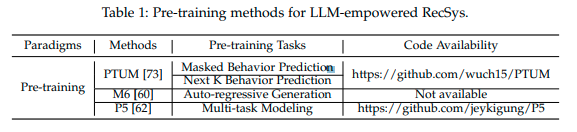 Table 1: Pre-training methods for LLM-empowered RecSys.
Paradigms Methods Pre-training Tasks Code Availability
Pre-training PTUM [73] Masked Behavior Prediction https://github.com/wuch15/PTUM
Next K Behavior Prediction
M6 [60] Auto-regressive Generation Not available
P5 [62] Multi-task Modeling https://github.com/jeykigung/P5